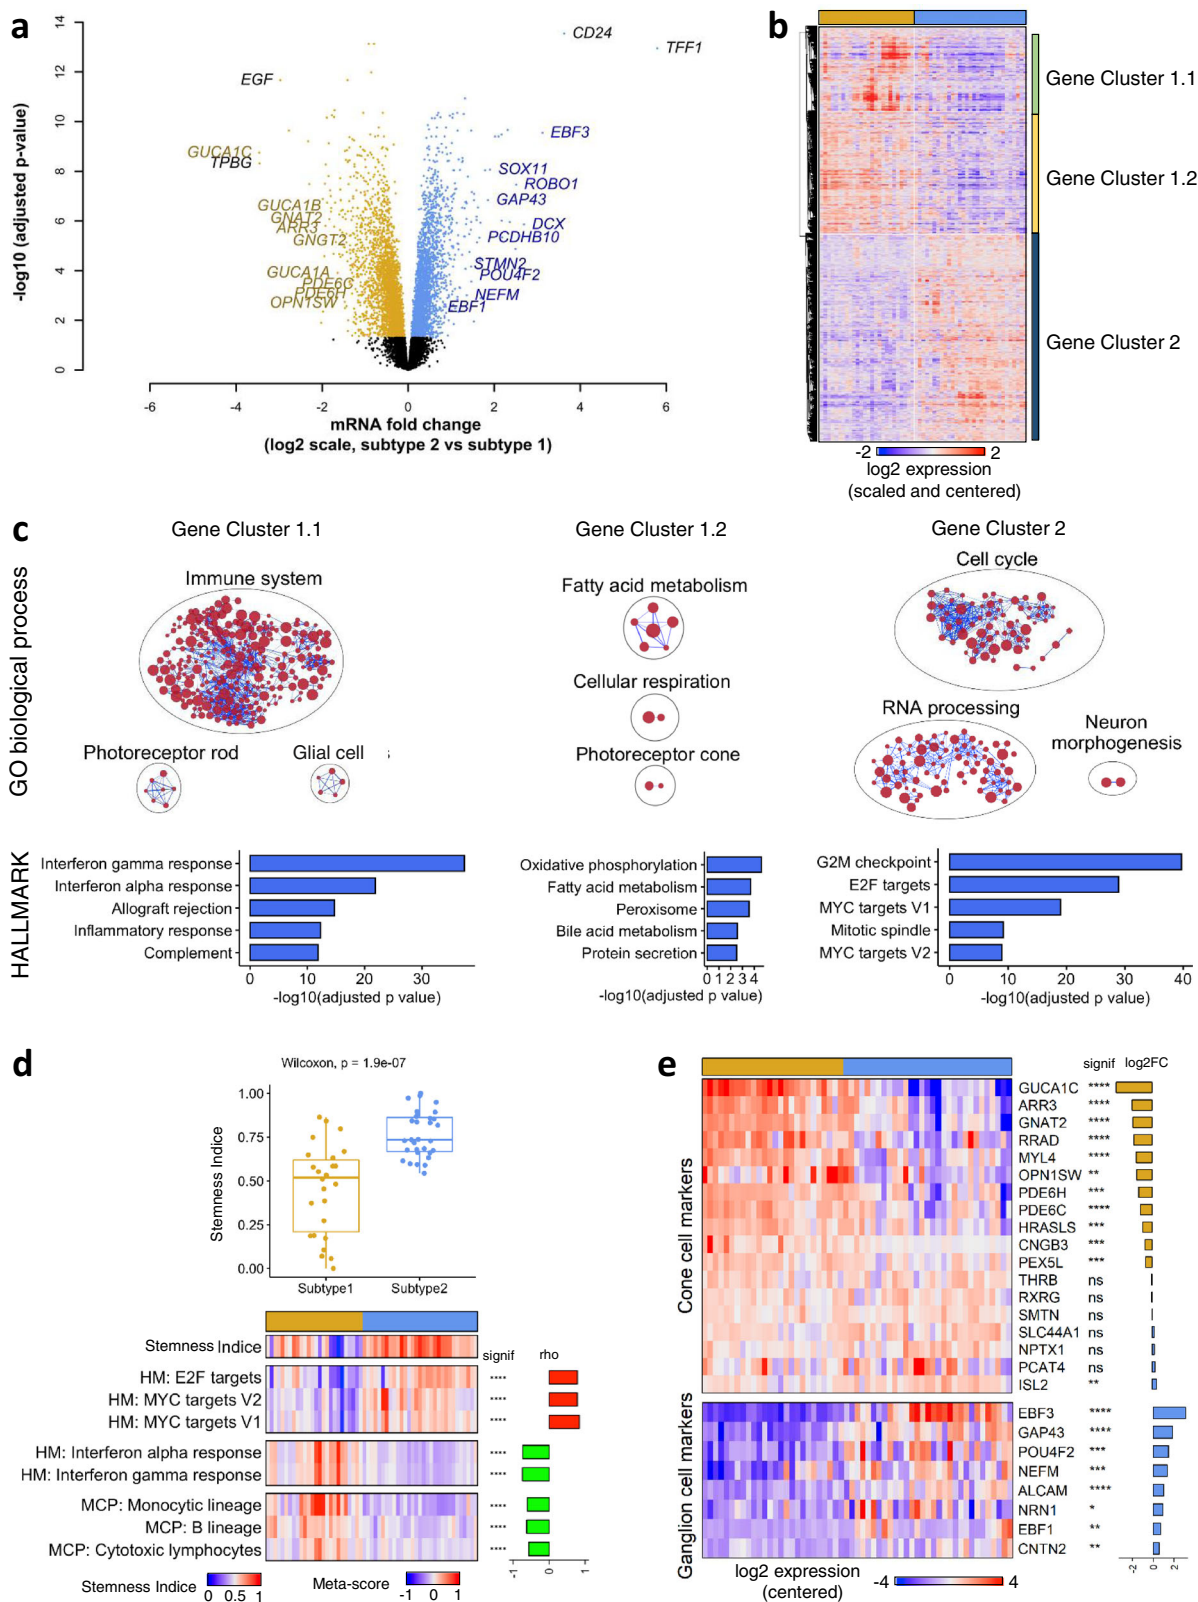 a
14
12
10
8
6
4
2
0
-log10 (adjusted p-value)
CD24
TFF1
EGF
EBF3
GUCA1C
TPBG
SOX11
ROBO1
GAP43
GUCA1B
GNAT2
ARR3
GNGT2
DCX
PCDHB10
STMN2
POU4F2
GUCA1A
PDE6C
PDE6H
OPN1SW
NEFM
EBF1
-6 -4 -2 0 2 4 6
mRNA fold change
(log2 scale, subtype 2 vs subtype 1)
b
Gene Cluster 1.1
Gene Cluster 1.2
Gene Cluster 2
-2 2
log2 expression
(scaled and centered)
c
GO biological process
Gene Cluster 1.1
Immune system
Photoreceptor rod
Glial cell
Gene Cluster 1.2
Fatty acid metabolism
Cellular respiration
Photoreceptor cone
Gene Cluster 2
Cell cycle
RNA processing
Neuron
morphogenesis
HALLMARK
Interferon gamma response
Interferon alpha response
Allograft rejection
Inflammatory response
Complement
0 10 20 30
-log10(adjusted p value)
Oxidative phosphorylation
Fatty acid metabolism
Peroxisome
Bile acid metabolism
Protein secretion
0 1 2 3 4
-log10(adjusted p value)
G2M checkpoint
E2F targets
MYC targets V1
Mitotic spindle
MYC targets V2
0 10 20 30 40
-log10(adjusted p value)
d
Wilcoxon, p = 1.9e-07
Stemness Indice
1.00
0.75
0.50
0.25
0.00
Subtype1 Subtype2
signif rho
Stemness Indice
HM: E2F targets ****
HM: MYC targets V2 ****
HM: MYC targets V1 ****
HM: Interferon alpha response ****
HM: Interferon gamma response ****
MCP: Monocytic lineage ****
MCP: B lineage ****
MCP: Cytotoxic lymphocytes ****
-1 0 1
Stemness Indice 0 0.5 1
Meta-score -1 0 1
e
signif log2FC
Cone cell markers
GUCA1C ****
ARR3 ****
GNAT2 ****
RRAD ****
MYL4 ****
OPN1SW **
PDE6H ***
PDE6C ****
HRASLS ***
CNGB3 ***
PEX5L ***
THRB ns
RXRG ns
SMTN ns
SLC44A1 ns
NPTX1 ns
PCAT4 ns
ISL2 **
Ganglion cell markers
EBF3 ****
GAP43 ****
POU4F2 ***
NEFM ***
ALCAM ****
NRN1 *
EBF1 **
CNTN2 **
-2 0 2
log2 expression
(centered)
-4 4